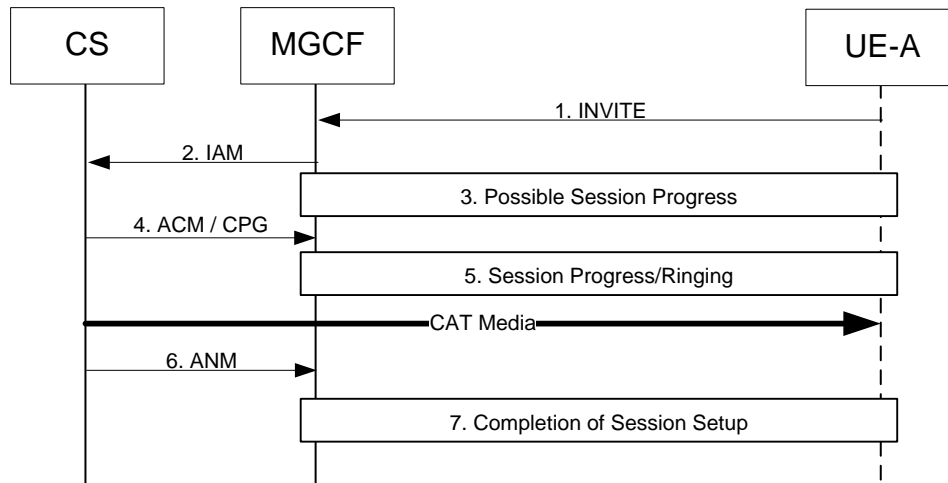 CS
MGCF
UE-A
1. INVITE
2. IAM
3. Possible Session Progress
4. ACM / CPG
5. Session Progress/Ringing
CAT Media
6. ANM
7. Completion of Session Setup